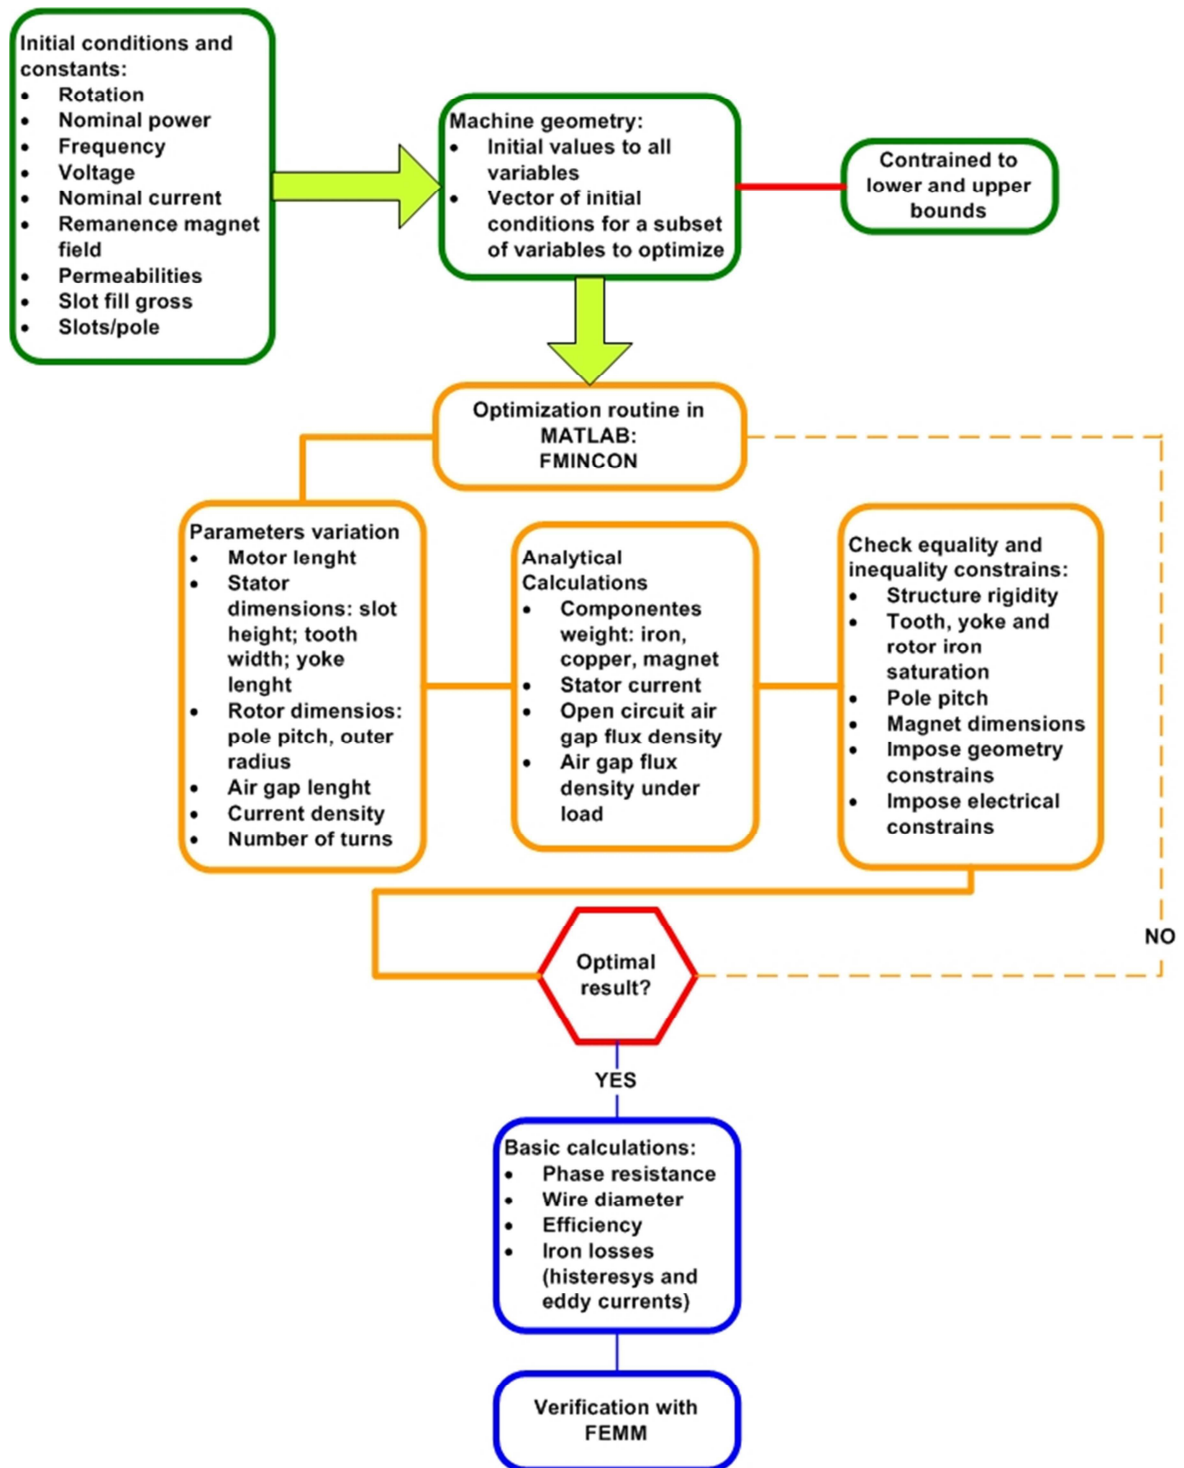 Initial conditions and
constants:
• Rotation
• Nominal power
• Frequency
• Voltage
• Nominal current
• Remanence magnet
field
• Permeabilities
• Slot fill gross
• Slots/pole
Machine geometry:
• Initial values to all
variables
• Vector of initial
conditions for a subset
of variables to optimize
Contrained to
lower and upper
bounds
Optimization routine in
MATLAB:
FMINCON
Parameters variation
• Motor lenght
• Stator
dimensions: slot
height; tooth
width; yoke
lenght
• Rotor dimensios:
pole pitch, outer
radius
• Air gap lenght
• Current density
• Number of turns
Analytical
Calculations
• Componentes
weight: iron,
copper, magnet
• Stator current
• Open circuit air
gap flux density
• Air gap flux
density under
load
Check equality and
inequality constrains:
• Structure rigidity
• Tooth, yoke and
rotor iron
saturation
• Pole pitch
• Magnet dimensions
• Impose geometry
constrains
• Impose electrical
constrains
NO
Optimal
result?
YES
Basic calculations:
• Phase resistance
• Wire diameter
• Efficiency
• Iron losses
(histeresys and
eddy currents)
Verification with
FEMM